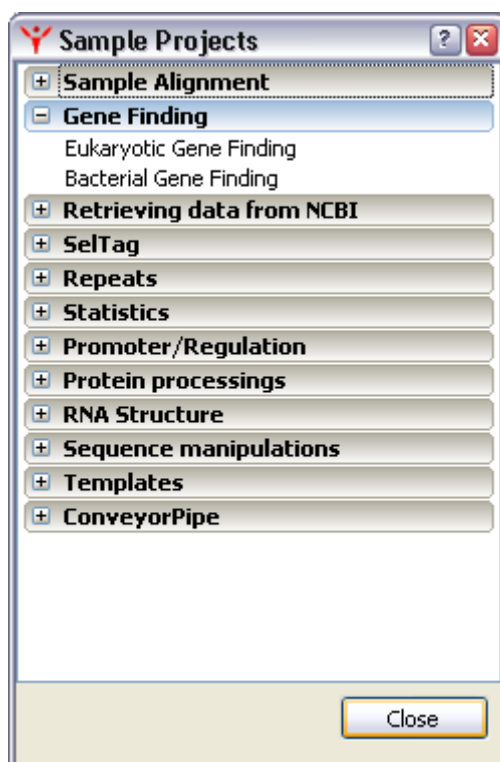 Sample Projects
Sample Alignment
Gene Finding
Eukaryotic Gene Finding
Bacterial Gene Finding
Retrieving data from NCBI
SelTag
Repeats
Statistics
Promoter/Regulation
Protein processings
RNA Structure
Sequence manipulations
Templates
ConveyorPipe
Close